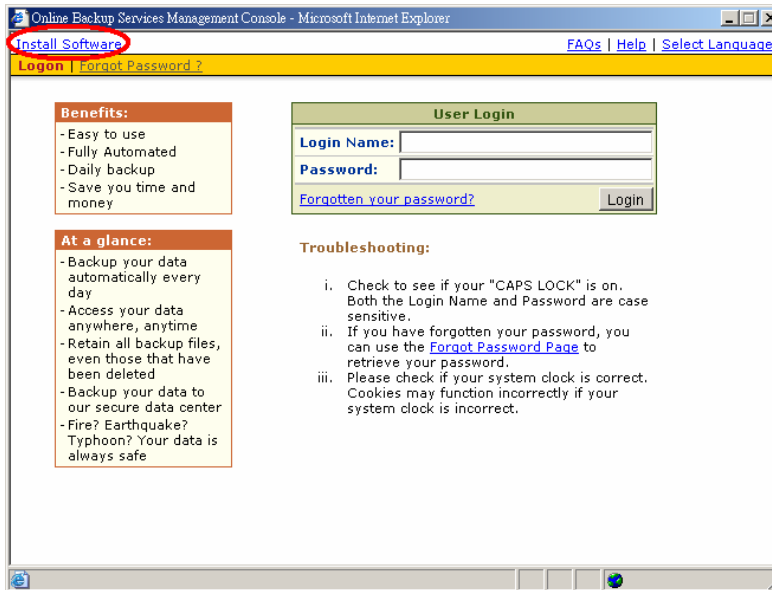 Online Backup Services Management Console - Microsoft Internet Explorer
Install Software
FAQs | Help | Select Language
Logon | Forgot Password ?
Benefits:
- Easy to use
- Fully Automated
- Daily backup
- Save you time and
money
At a glance:
- Backup your data
automatically every
day
- Access your data
anywhere, anytime
- Retain all backup files,
even those that have
been deleted
- Backup your data to
our secure data center
- Fire? Earthquake?
Typhoon? Your data is
always safe
User Login
Login Name:
Password:
Forgotten your password?
Login
Troubleshooting:
i. Check to see if your "CAPS LOCK" is on.
Both the Login Name and Password are case
sensitive.
ii. If you have forgotten your password, you
can use the Forgot Password Page to
retrieve your password.
iii. Please check if your system clock is correct.
Cookies may function incorrectly if your
system clock is incorrect.